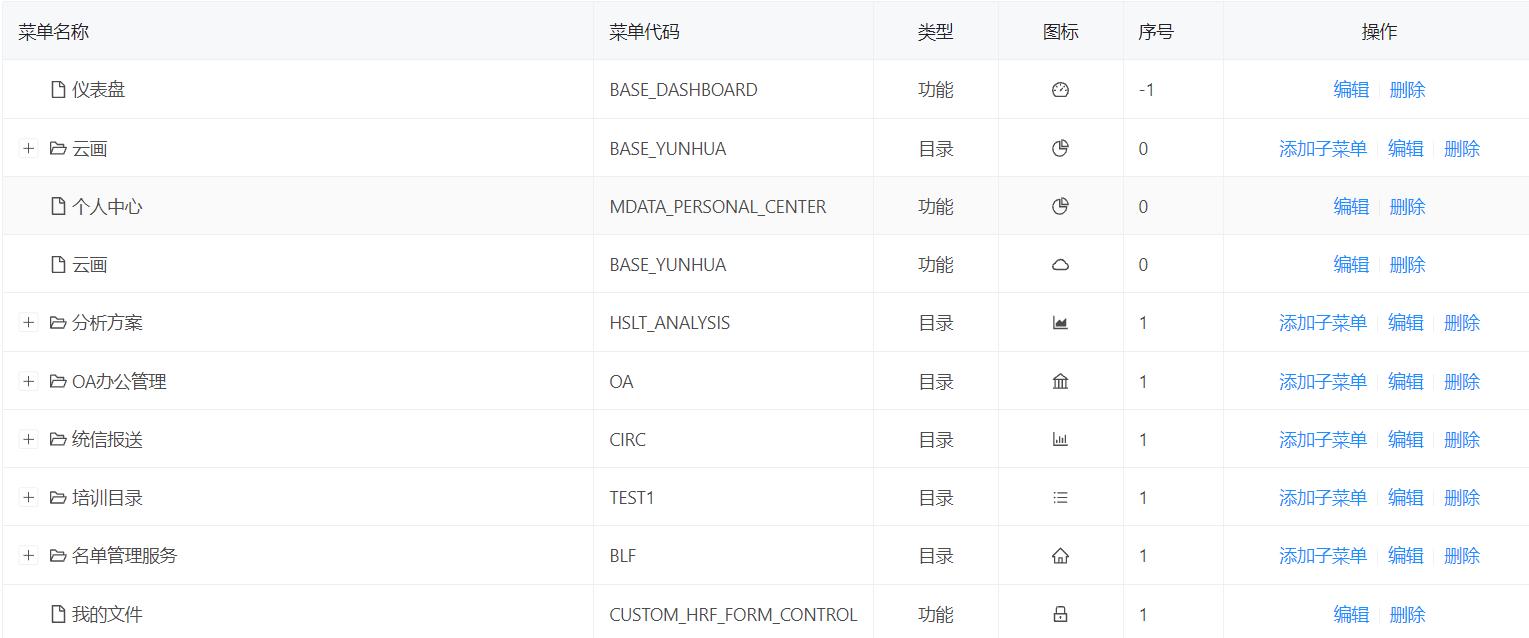 菜单名称 菜单代码 类型 图标 序号 操作
仪表盘 BASE_DASHBOARD 功能 -1 编辑 删除
云画 BASE_YUNHUA 目录 0 添加子菜单 编辑 删除
个人中心 MDATA_PERSONAL_CENTER 功能 0 编辑 删除
云画 BASE_YUNHUA 功能 0 编辑 删除
分析方案 HSLT_ANALYSIS 目录 1 添加子菜单 编辑 删除
OA办公管理 OA 目录 1 添加子菜单 编辑 删除
统信报送 CIRC 目录 1 添加子菜单 编辑 删除
培训目录 TEST1 目录 1 添加子菜单 编辑 删除
名单管理服务 BLF 目录 1 添加子菜单 编辑 删除
我的文件 CUSTOM_HRF_FORM_CONTROL 功能 1 编辑 删除